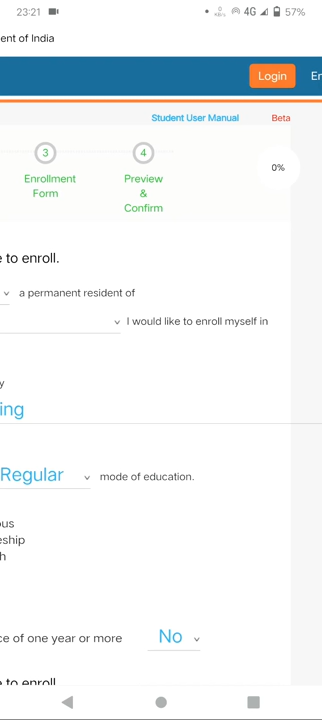 23:21 4G 57%
ent of India
Login Er
Student User Manual Beta
3 4 0%
Enrollment Preview
Form &
Confirm
e to enroll.
a permanent resident of
I would like to enroll myself in
y
ing
Regular mode of education.
ous
eship
h
ce of one year or more No
e to enroll